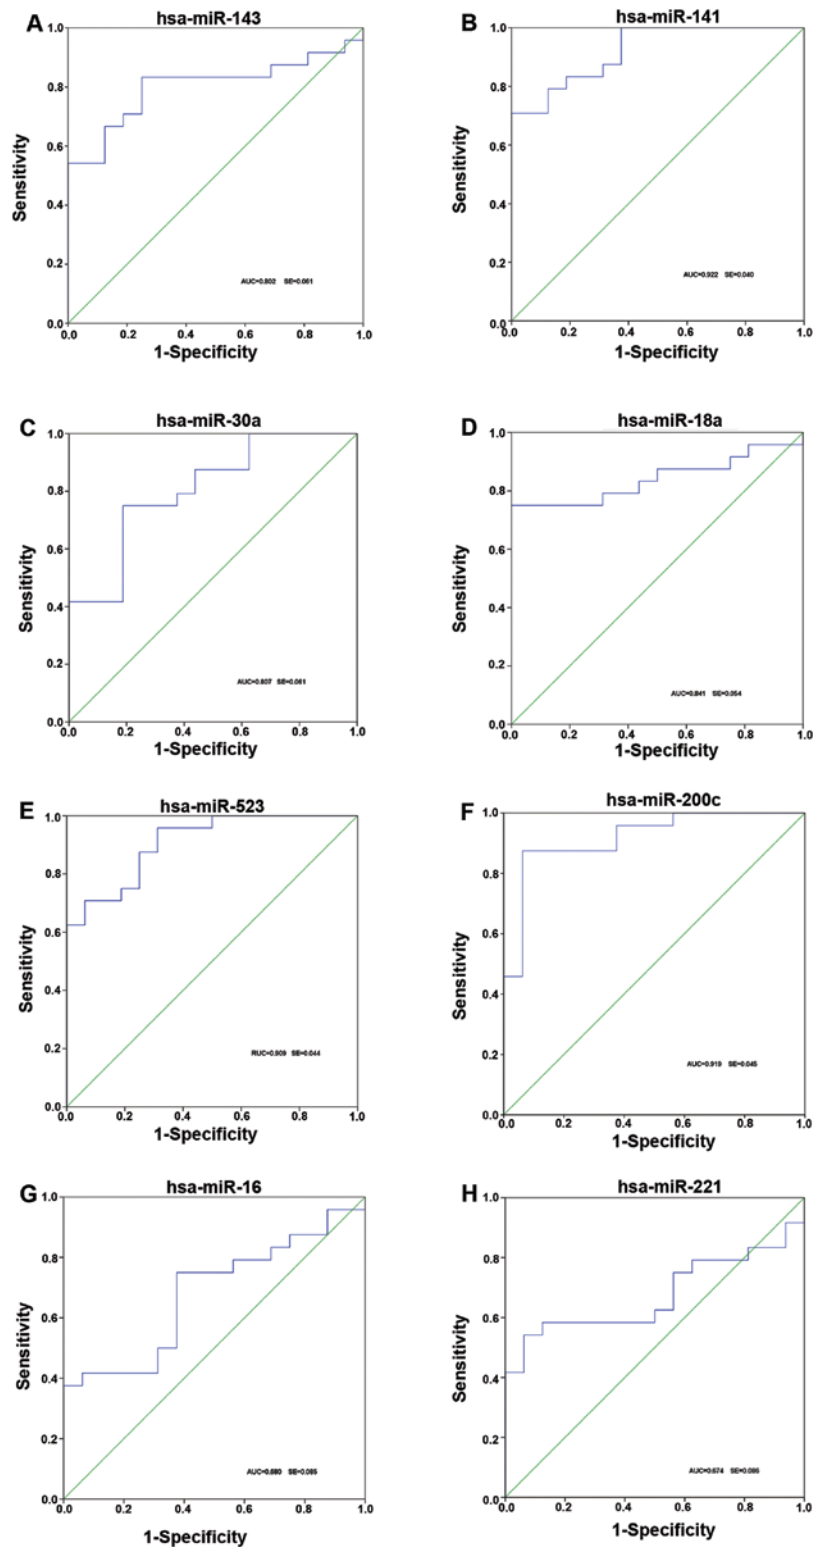 A
hsa-miR-143
1.0
0.8
0.6
0.4
0.2
0.0
Sensitivity
AUC=0.802 SE=0.061
0.0 0.2 0.4 0.6 0.8 1.0
1-Specificity
B
hsa-miR-141
1.0
0.8
0.6
0.4
0.2
0.0
Sensitivity
AUC=0.922 SE=0.040
0.0 0.2 0.4 0.6 0.8 1.0
1-Specificity
C
hsa-miR-30a
1.0
0.8
0.6
0.4
0.2
0.0
Sensitivity
AUC=0.807 SE=0.061
0.0 0.2 0.4 0.6 0.8 1.0
1-Specificity
D
hsa-miR-18a
1.0
0.8
0.6
0.4
0.2
0.0
Sensitivity
AUC=0.841 SE=0.054
0.0 0.2 0.4 0.6 0.8 1.0
1-Specificity
E
hsa-miR-523
1.0
0.8
0.6
0.4
0.2
0.0
Sensitivity
RUC=0.909 SE=0.044
0.0 0.2 0.4 0.6 0.8 1.0
1-Specificity
F
hsa-miR-200c
1.0
0.8
0.6
0.4
0.2
0.0
Sensitivity
AUC=0.919 SE=0.045
0.0 0.2 0.4 0.6 0.8 1.0
1-Specificity
G
hsa-miR-16
1.0
0.8
0.6
0.4
0.2
0.0
Sensitivity
AUC=0.680 SE=0.085
0.0 0.2 0.4 0.6 0.8 1.0
1-Specificity
H
hsa-miR-221
1.0
0.8
0.6
0.4
0.2
0.0
Sensitivity
AUC=0.674 SE=0.086
0.0 0.2 0.4 0.6 0.8 1.0
1-Specificity